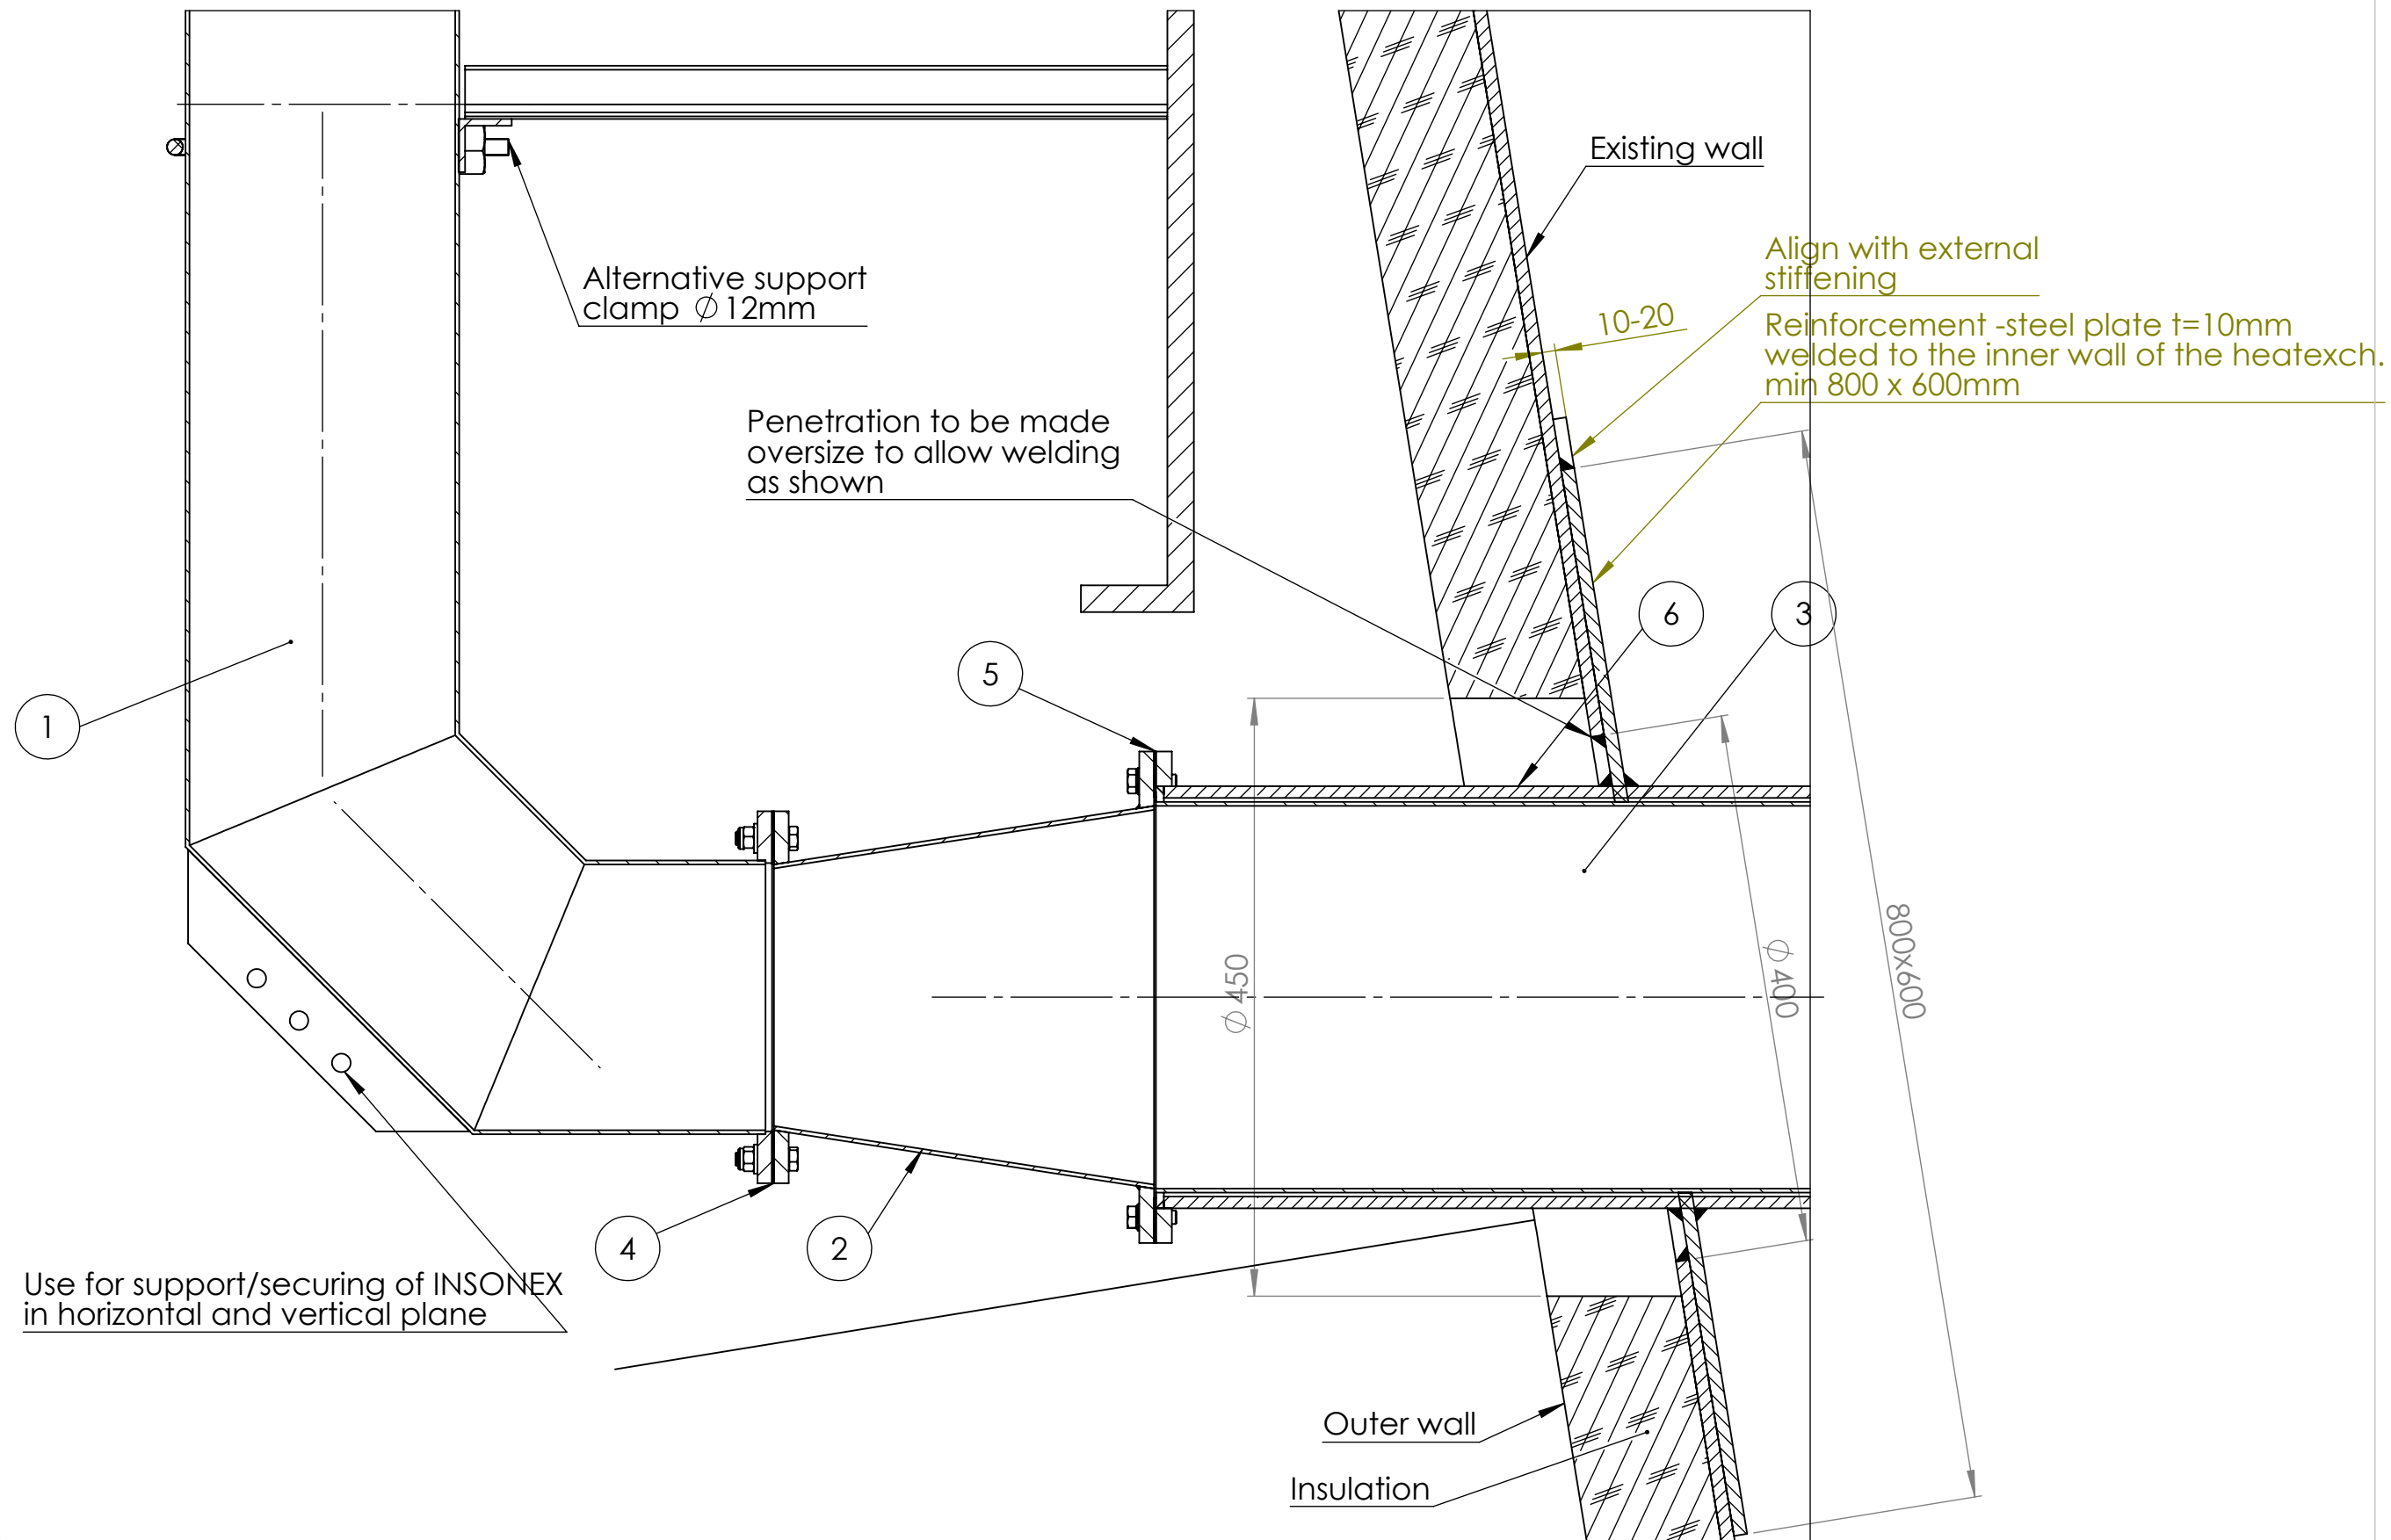 Existing wall
Align with external
stiffening
10-20
Reinforcement -steel plate t=10mm
welded to the inner wall of the heatexch.
min 800 x 600mm
Alternative support
clamp ∅ 12mm
Penetration to be made
oversize to allow welding
as shown
6
3
5
1
∅ 450
∅ 400
800x600
4
2
Use for support/securing of INSONEX
in horizontal and vertical plane
Outer wall
Insulation